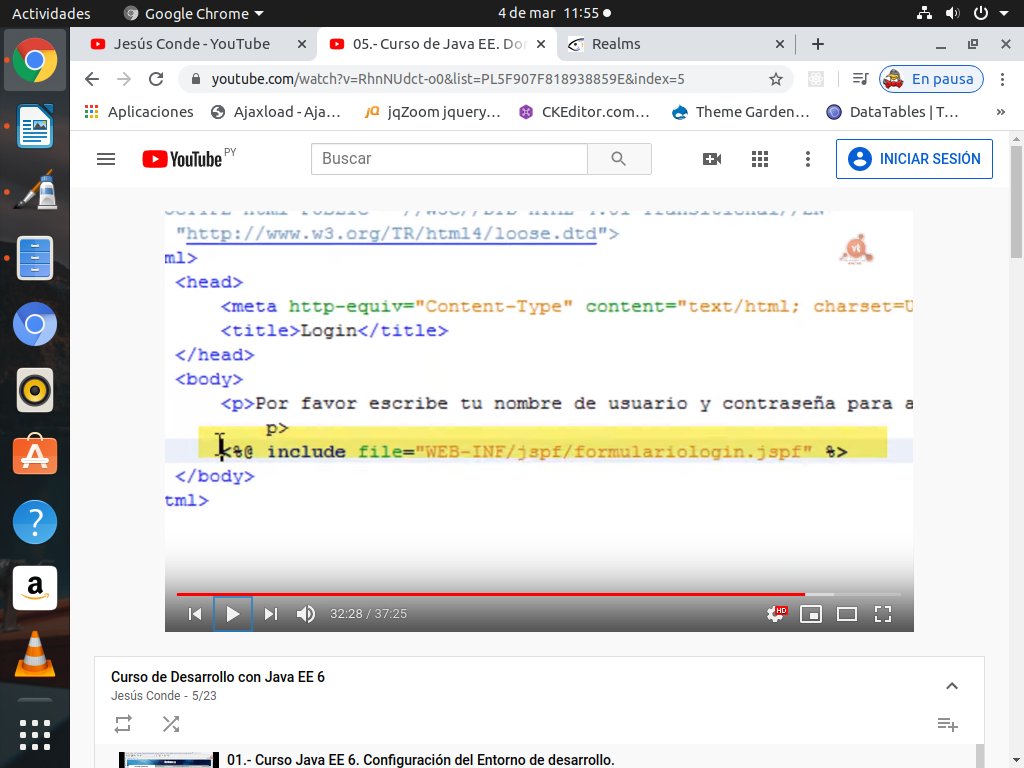 Actividades Google Chrome 4 de mar 11:55
Jesús Conde - YouTube 05.- Curso de Java EE. Dor Realms
youtube.com/watch?v=RhnNUdct-o0&list=PL5F907F818938859E&index=5 En pausa
Aplicaciones Ajaxload - Aja... jqZoom jquery... CKEditor.com... Theme Garden... DataTables | T... »
YouTube PY Buscar INICIAR SESIÓN
"http://www.w3.org/TR/html4/loose.dtd">
ml>
<head>
<meta http-equiv="Content-Type" content="text/html; charset=U
<title>Login</title>
</head>
<body>
<p>Por favor escribe tu nombre de usuario y contraseña para a
p>
<%@ include file="WEB-INF/jspf/formulariologin.jspf" %>
</body>
tml>
32:28 / 37:25 HD
Curso de Desarrollo con Java EE 6
Jesús Conde - 5/23
01.- Curso Java EE 6. Configuración del Entorno de desarrollo.